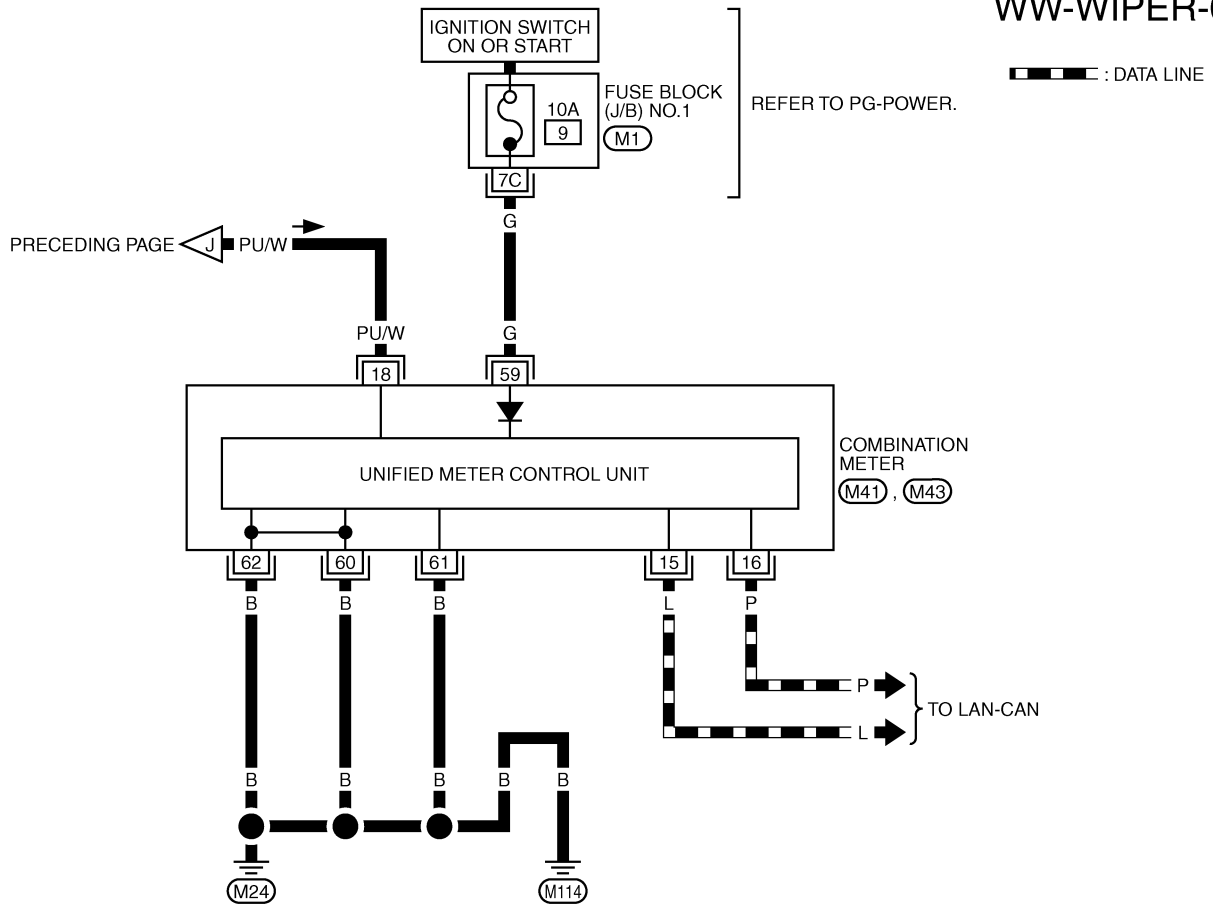 WW-WIPER-
: DATA LINE
IGNITION SWITCH
ON OR START
10A
9
FUSE BLOCK
(J/B) NO.1
M1
REFER TO PG-POWER.
7C
G
PRECEDING PAGE
J
PU/W
PU/W
G
18
59
UNIFIED METER CONTROL UNIT
COMBINATION
METER
M41 , M43
62
60
61
15
16
B
B
B
L
P
P
L
TO LAN-CAN
B
B
B
B
B
M24
M114